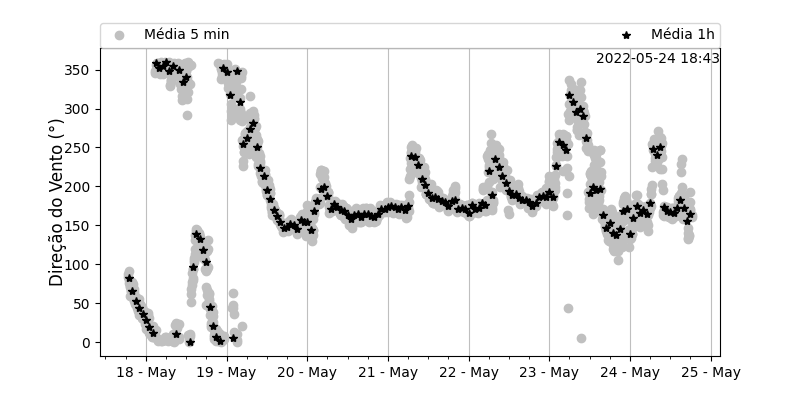 Média 5 min
Média 1h
2022-05-24 18:43
Direção do Vento (°)
350
300
250
200
150
100
50
0
18 - May
19 - May
20 - May
21 - May
22 - May
23 - May
24 - May
25 - May